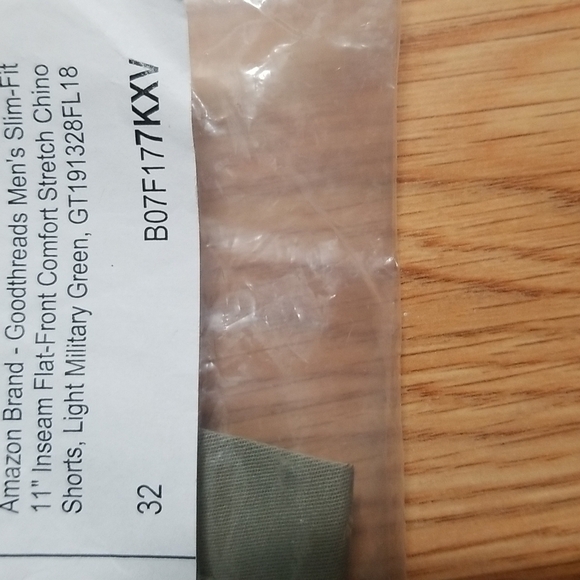 Amazon Brand - Goodthreads Men's Slim-Fit
11" Inseam Flat-Front Comfort Stretch Chino
Shorts, Light Military Green, GT191328FL18
32 B07F177KXV